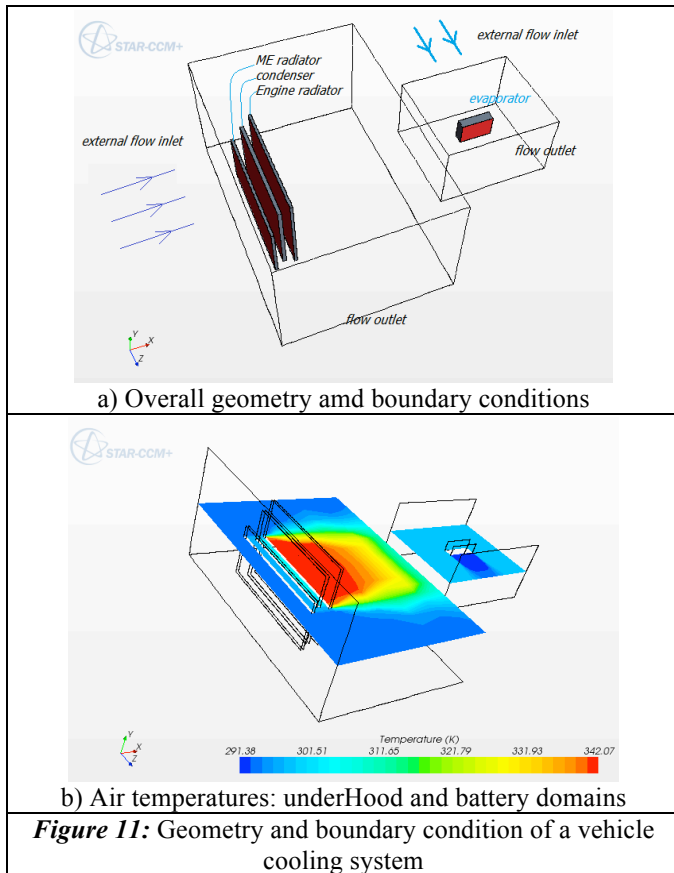 STAR-CCM+
external flow inlet
ME radiator
condenser
Engine radiator
evaporator
external flow inlet
flow outlet
flow outlet
Y
X
Z
a) Overall geometry amd boundary conditions
STAR-CCM+
Y
X
Z
Temperature (K)
291.38 301.51 311.65 321.79 331.93 342.07
b) Air temperatures: underHood and battery domains
Figure 11: Geometry and boundary condition of a vehicle
cooling system